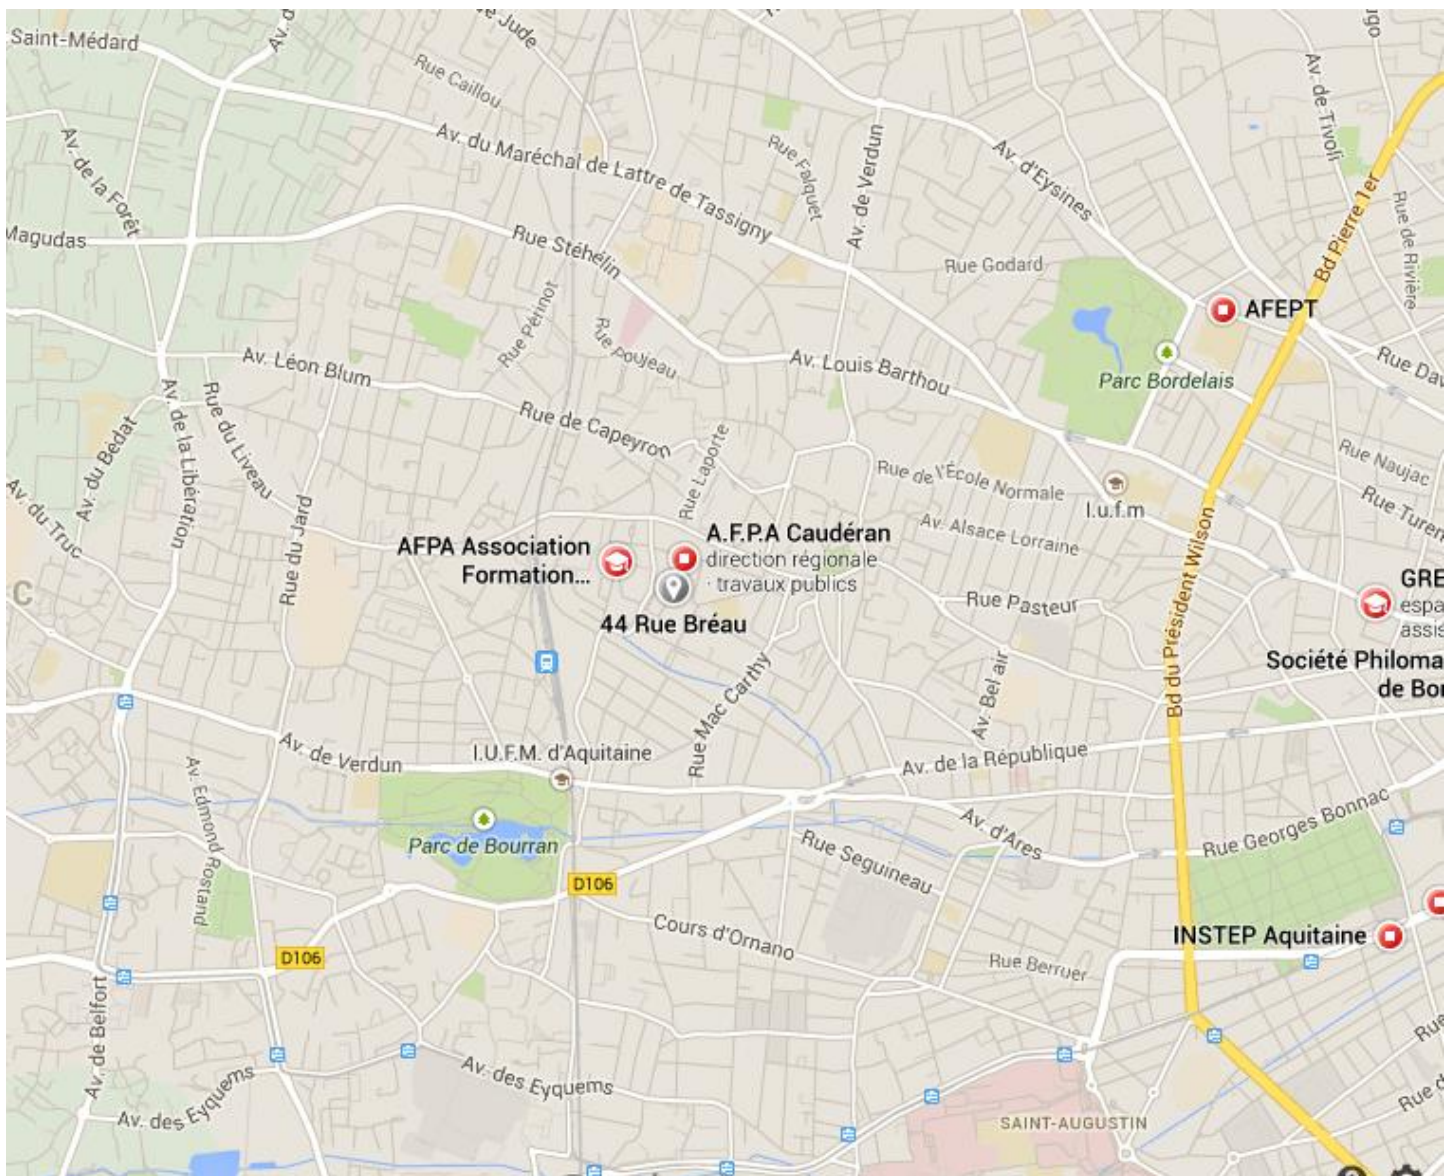 Saint-Médard
Rue Caillou
Av. du Maréchal de Lattre de Tassigny
Rue Falquet
Av. de Verdun
Av. d'Eysines
Av. de Tivoli
Bd Pierre 1er
Rue de Rivière
Av. de la Forêt
Magudas
Rue Stéhélin
Rue Godard
AFEPT
Rue Périnot
Rue Poujeau
Av. Léon Blum
Av. Louis Barthou
Parc Bordelais
Rue Dav
Rue du Liveau
Av. de la Libération
Av. du Bédat
Rue de Capeyron
Rue Laporte
Rue de l'École Normale
Rue Naujac
Rue Turen
I.u.f.m
Av. du Truc
Rue du Jard
Av. Alsace Lorraine
AFPA Association
Formation...
A.F.P.A Caudéran
direction régionale
· travaux publics
44 Rue Bréau
C
Rue Pasteur
GRE
espa
assis
Société Philoma
de Bor
Bd du Président Wilson
Av. Bel air
Rue Mac Carthy
Av. de Verdun
I.U.F.M. d'Aquitaine
Av. de la République
Av. Edmond Rostand
Parc de Bourran
Av. d'Ares
Rue Georges Bonnac
Rue Seguineau
D106
Cours d'Ornano
INSTEP Aquitaine
D106
Rue Berruer
Av. de Belfort
Av. des Eyquems
Av. des Eyquems
SAINT-AUGUSTIN
Rue
Rue d